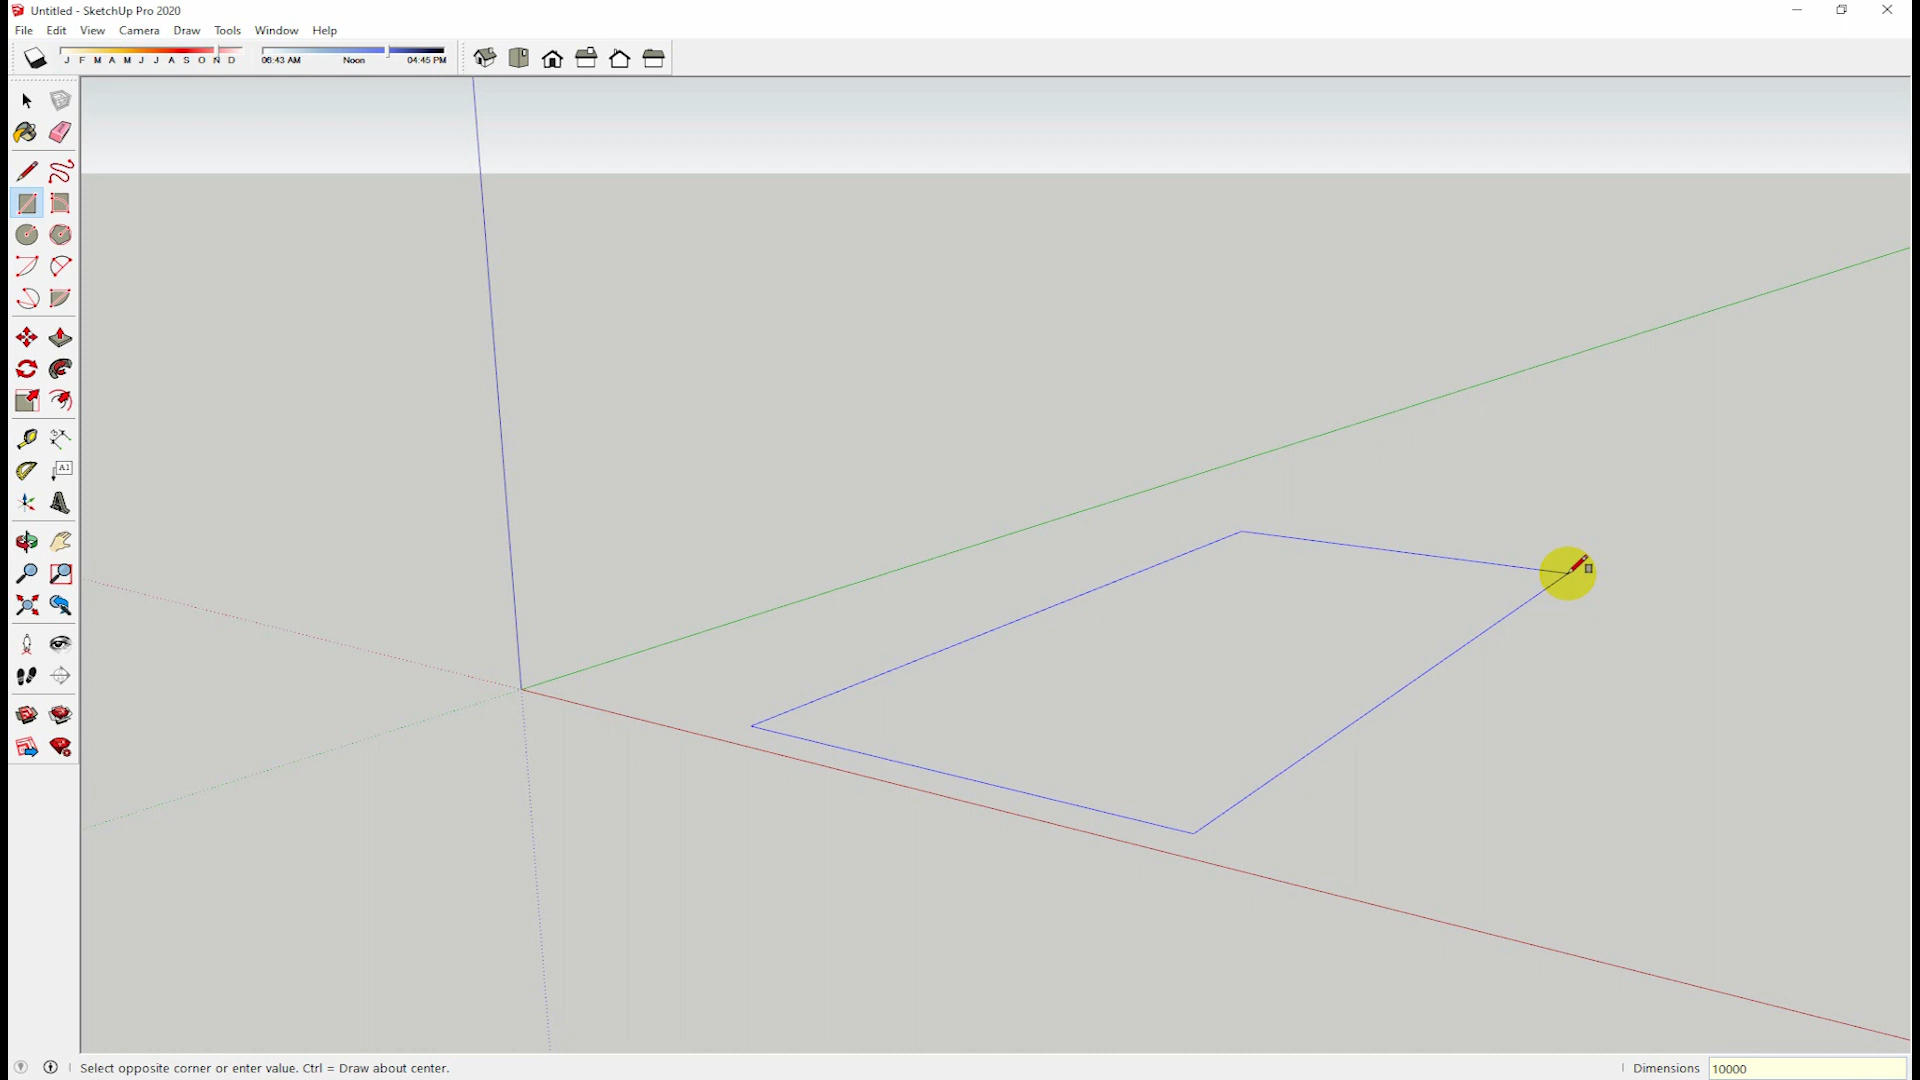 Untitled - SketchUp Pro 2020
File Edit View Camera Draw Tools Window Help
J F M A M J J A S O N D 06:43 AM Noon 04:45 PM
A1
Select opposite corner or enter value. Ctrl = Draw about center. Dimensions 10000